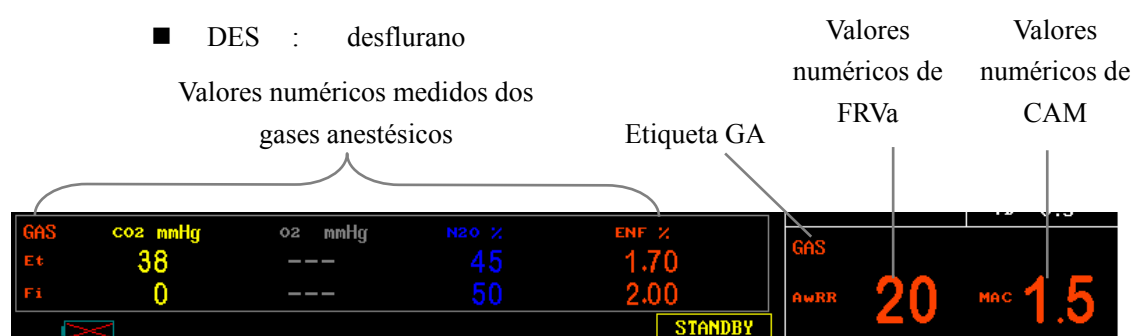 ■ DES : desflurano
Valores numéricos medidos dos
gases anestésicos
Etiqueta GA
Valores
numéricos de
FRVa
Valores
numéricos de
CAM
GAS CO2 mmHg O2 mmHg N2O % ENF %
Et 38 --- 45 1.70
Fi 0 --- 50 2.00
STANDBY
GAS
AwRR 20 MAC 1.5